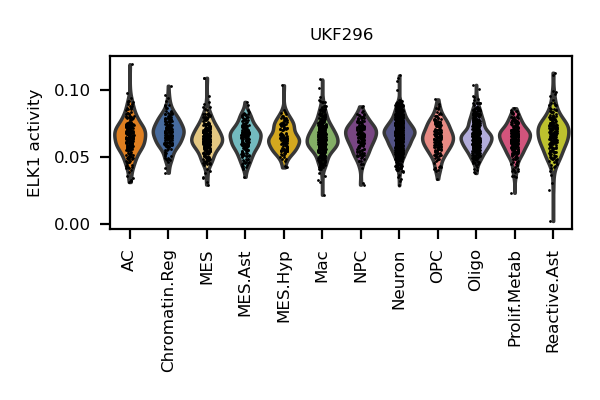 UKF296
ELK1 activity
0.10
0.05
0.00
AC
Chromatin.Reg
MES
MES.Ast
MES.Hyp
Mac
NPC
Neuron
OPC
Oligo
Prolif.Metab
Reactive.Ast